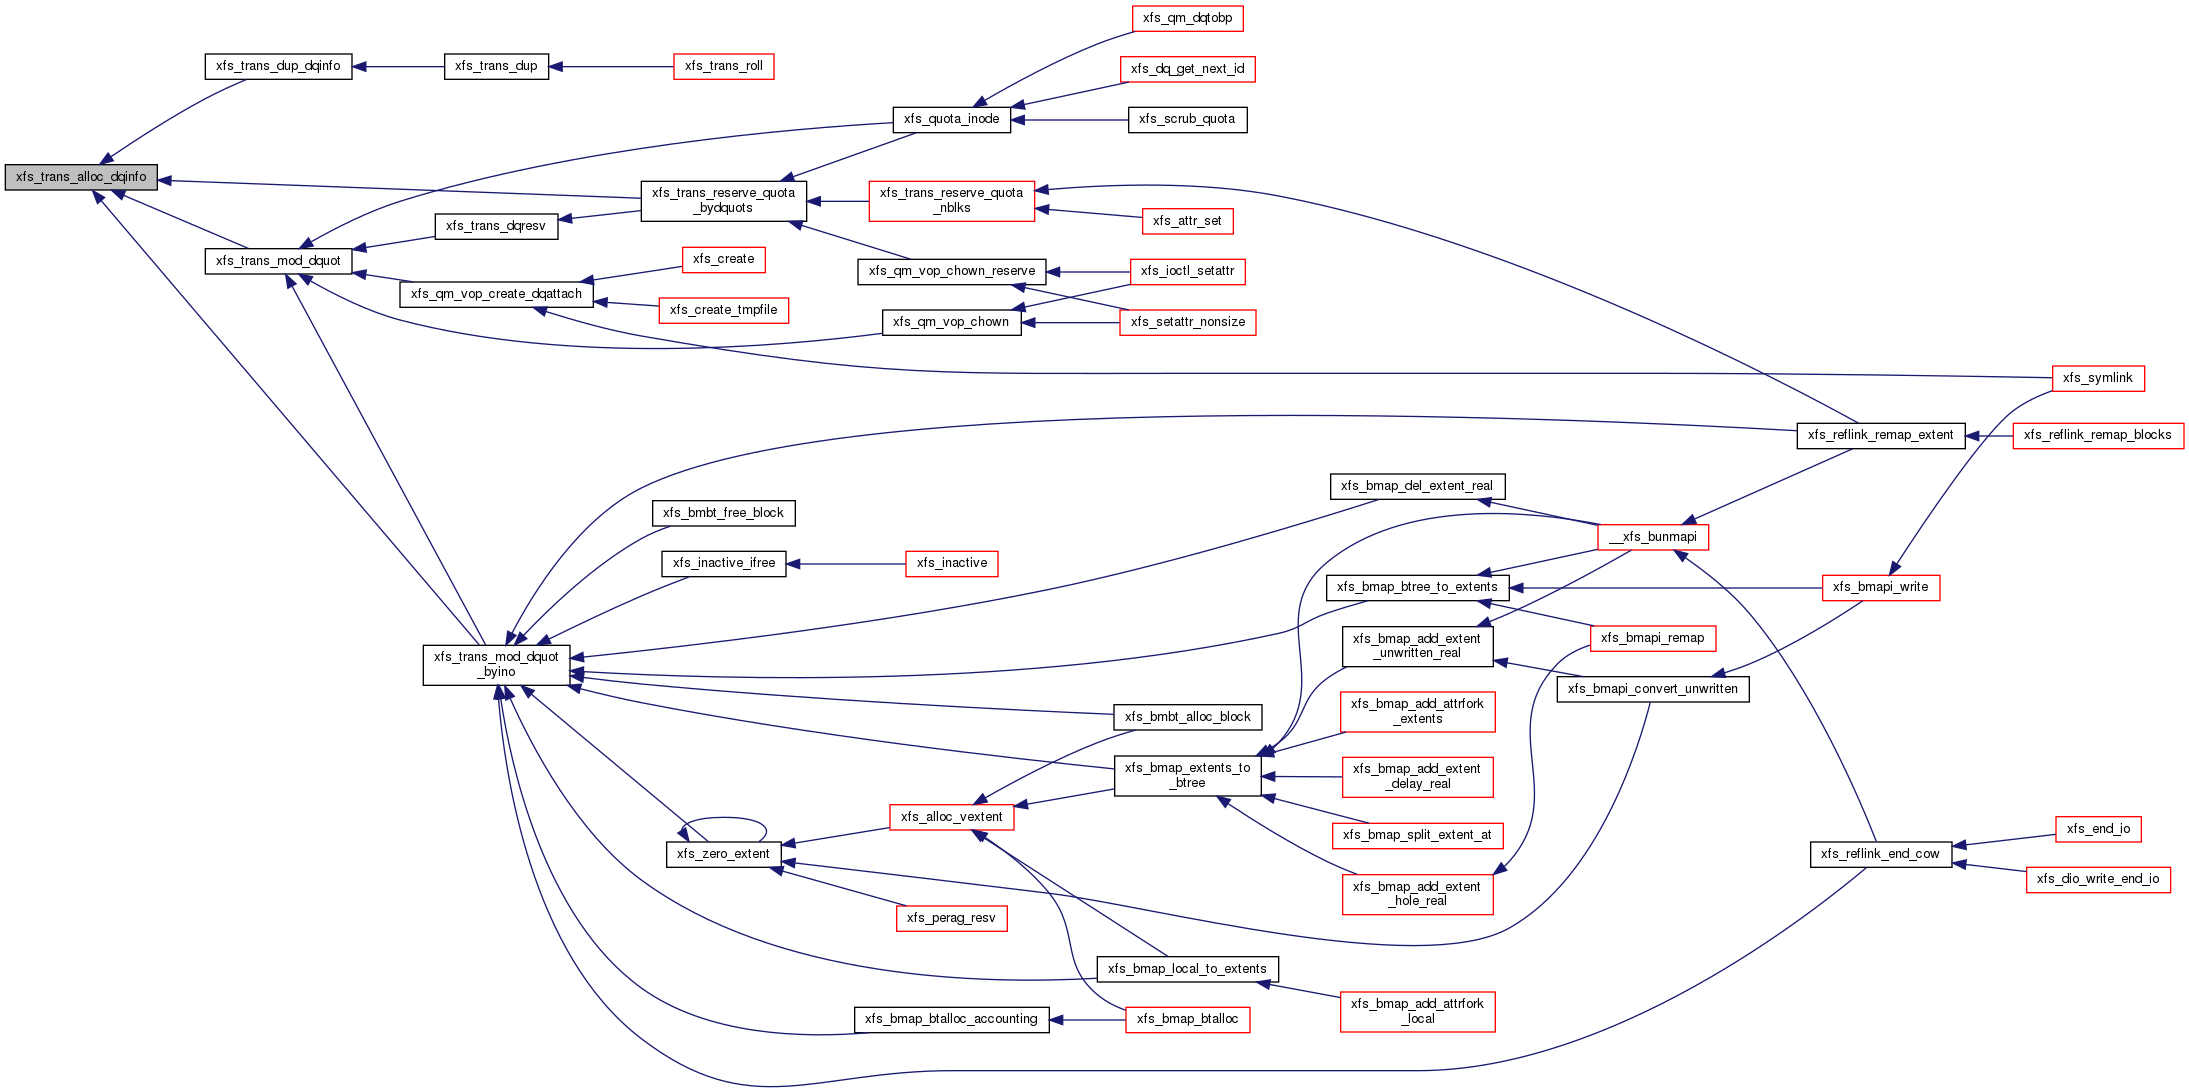 xfs_qm_dqtobp
xfs_trans_dup_dqinfo
xfs_trans_dup
xfs_trans_roll
xfs_dq_get_next_id
xfs_quota_inode
xfs_scrub_quota
xfs_trans_alloc_dqinfo
xfs_trans_reserve_quota
_bydquots
xfs_trans_reserve_quota
_nblks
xfs_attr_set
xfs_trans_dqresv
xfs_trans_mod_dquot
xfs_create
xfs_qm_vop_chown_reserve
xfs_ioctl_setattr
xfs_qm_vop_create_dqattach
xfs_create_tmpfile
xfs_qm_vop_chown
xfs_setattr_nonsize
xfs_symlink
xfs_reflink_remap_extent
xfs_reflink_remap_blocks
xfs_bmap_del_extent_real
xfs_bmbt_free_block
__xfs_bunmapi
xfs_inactive_ifree
xfs_inactive
xfs_bmap_btree_to_extents
xfs_bmapi_write
xfs_bmap_add_extent
_unwritten_real
xfs_bmapi_remap
xfs_trans_mod_dquot
_byino
xfs_bmapi_convert_unwritten
xfs_bmap_add_attrfork
_extents
xfs_bmbt_alloc_block
xfs_bmap_extents_to
_btree
xfs_bmap_add_extent
_delay_real
xfs_alloc_vextent
xfs_bmap_split_extent_at
xfs_end_io
xfs_zero_extent
xfs_reflink_end_cow
xfs_dio_write_end_io
xfs_bmap_add_extent
_hole_real
xfs_perag_resv
xfs_bmap_local_to_extents
xfs_bmap_add_attrfork
_local
xfs_bmap_btalloc_accounting
xfs_bmap_btalloc